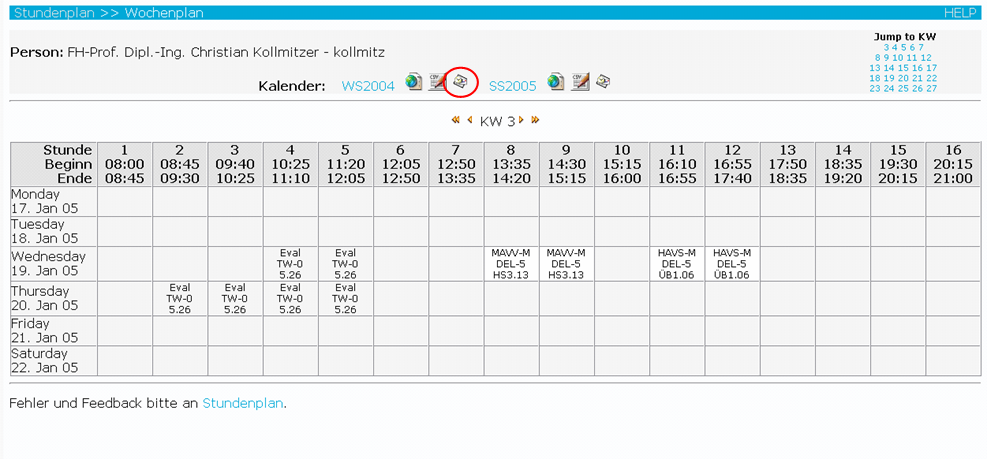 Stundenplan >> Wochenplan HELP
Person: FH-Prof. Dipl.-Ing. Christian Kollmitzer - kollmitz
Jump to KW
3 4 5 6 7
8 9 10 11 12
13 14 15 16 17
18 19 20 21 22
23 24 25 26 27
Kalender: WS2004 CSV SS2005 CSV
KW 3
Stunde 1 2 3 4 5 6 7 8 9 10 11 12 13 14 15 16
Beginn 08:00 08:45 09:40 10:25 11:20 12:05 12:50 13:35 14:30 15:15 16:10 16:55 17:50 18:35 19:30 20:15
Ende 08:45 09:30 10:25 11:10 12:05 12:50 13:35 14:20 15:15 16:00 16:55 17:40 18:35 19:20 20:15 21:00
Monday
17. Jan 05
Tuesday
18. Jan 05
Wednesday Eval Eval MAVV-M MAVV-M HAVS-M HAVS-M
19. Jan 05 TW-0 TW-0 DEL-5 DEL-5 DEL-5 DEL-5
5.26 5.26 HS3.13 HS3.13 ÜB1.06 ÜB1.06
Thursday Eval Eval Eval Eval
20. Jan 05 TW-0 TW-0 TW-0 TW-0
5.26 5.26 5.26 5.26
Friday
21. Jan 05
Saturday
22. Jan 05
Fehler und Feedback bitte an Stundenplan.